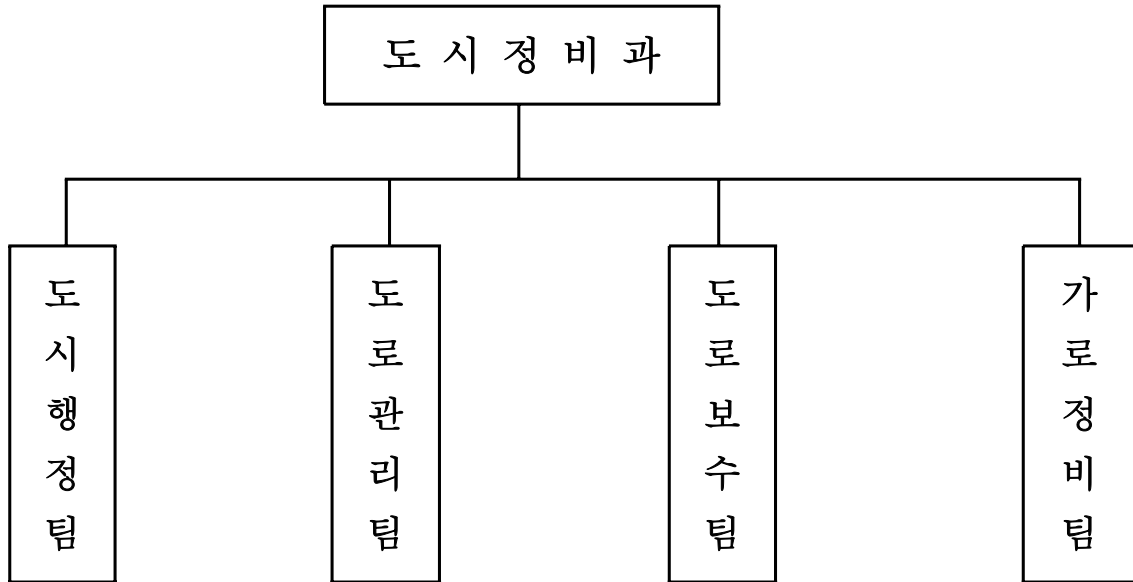 도 시 정 비 과
도시행정팀
도로관리팀
도로보수팀
가로정비팀